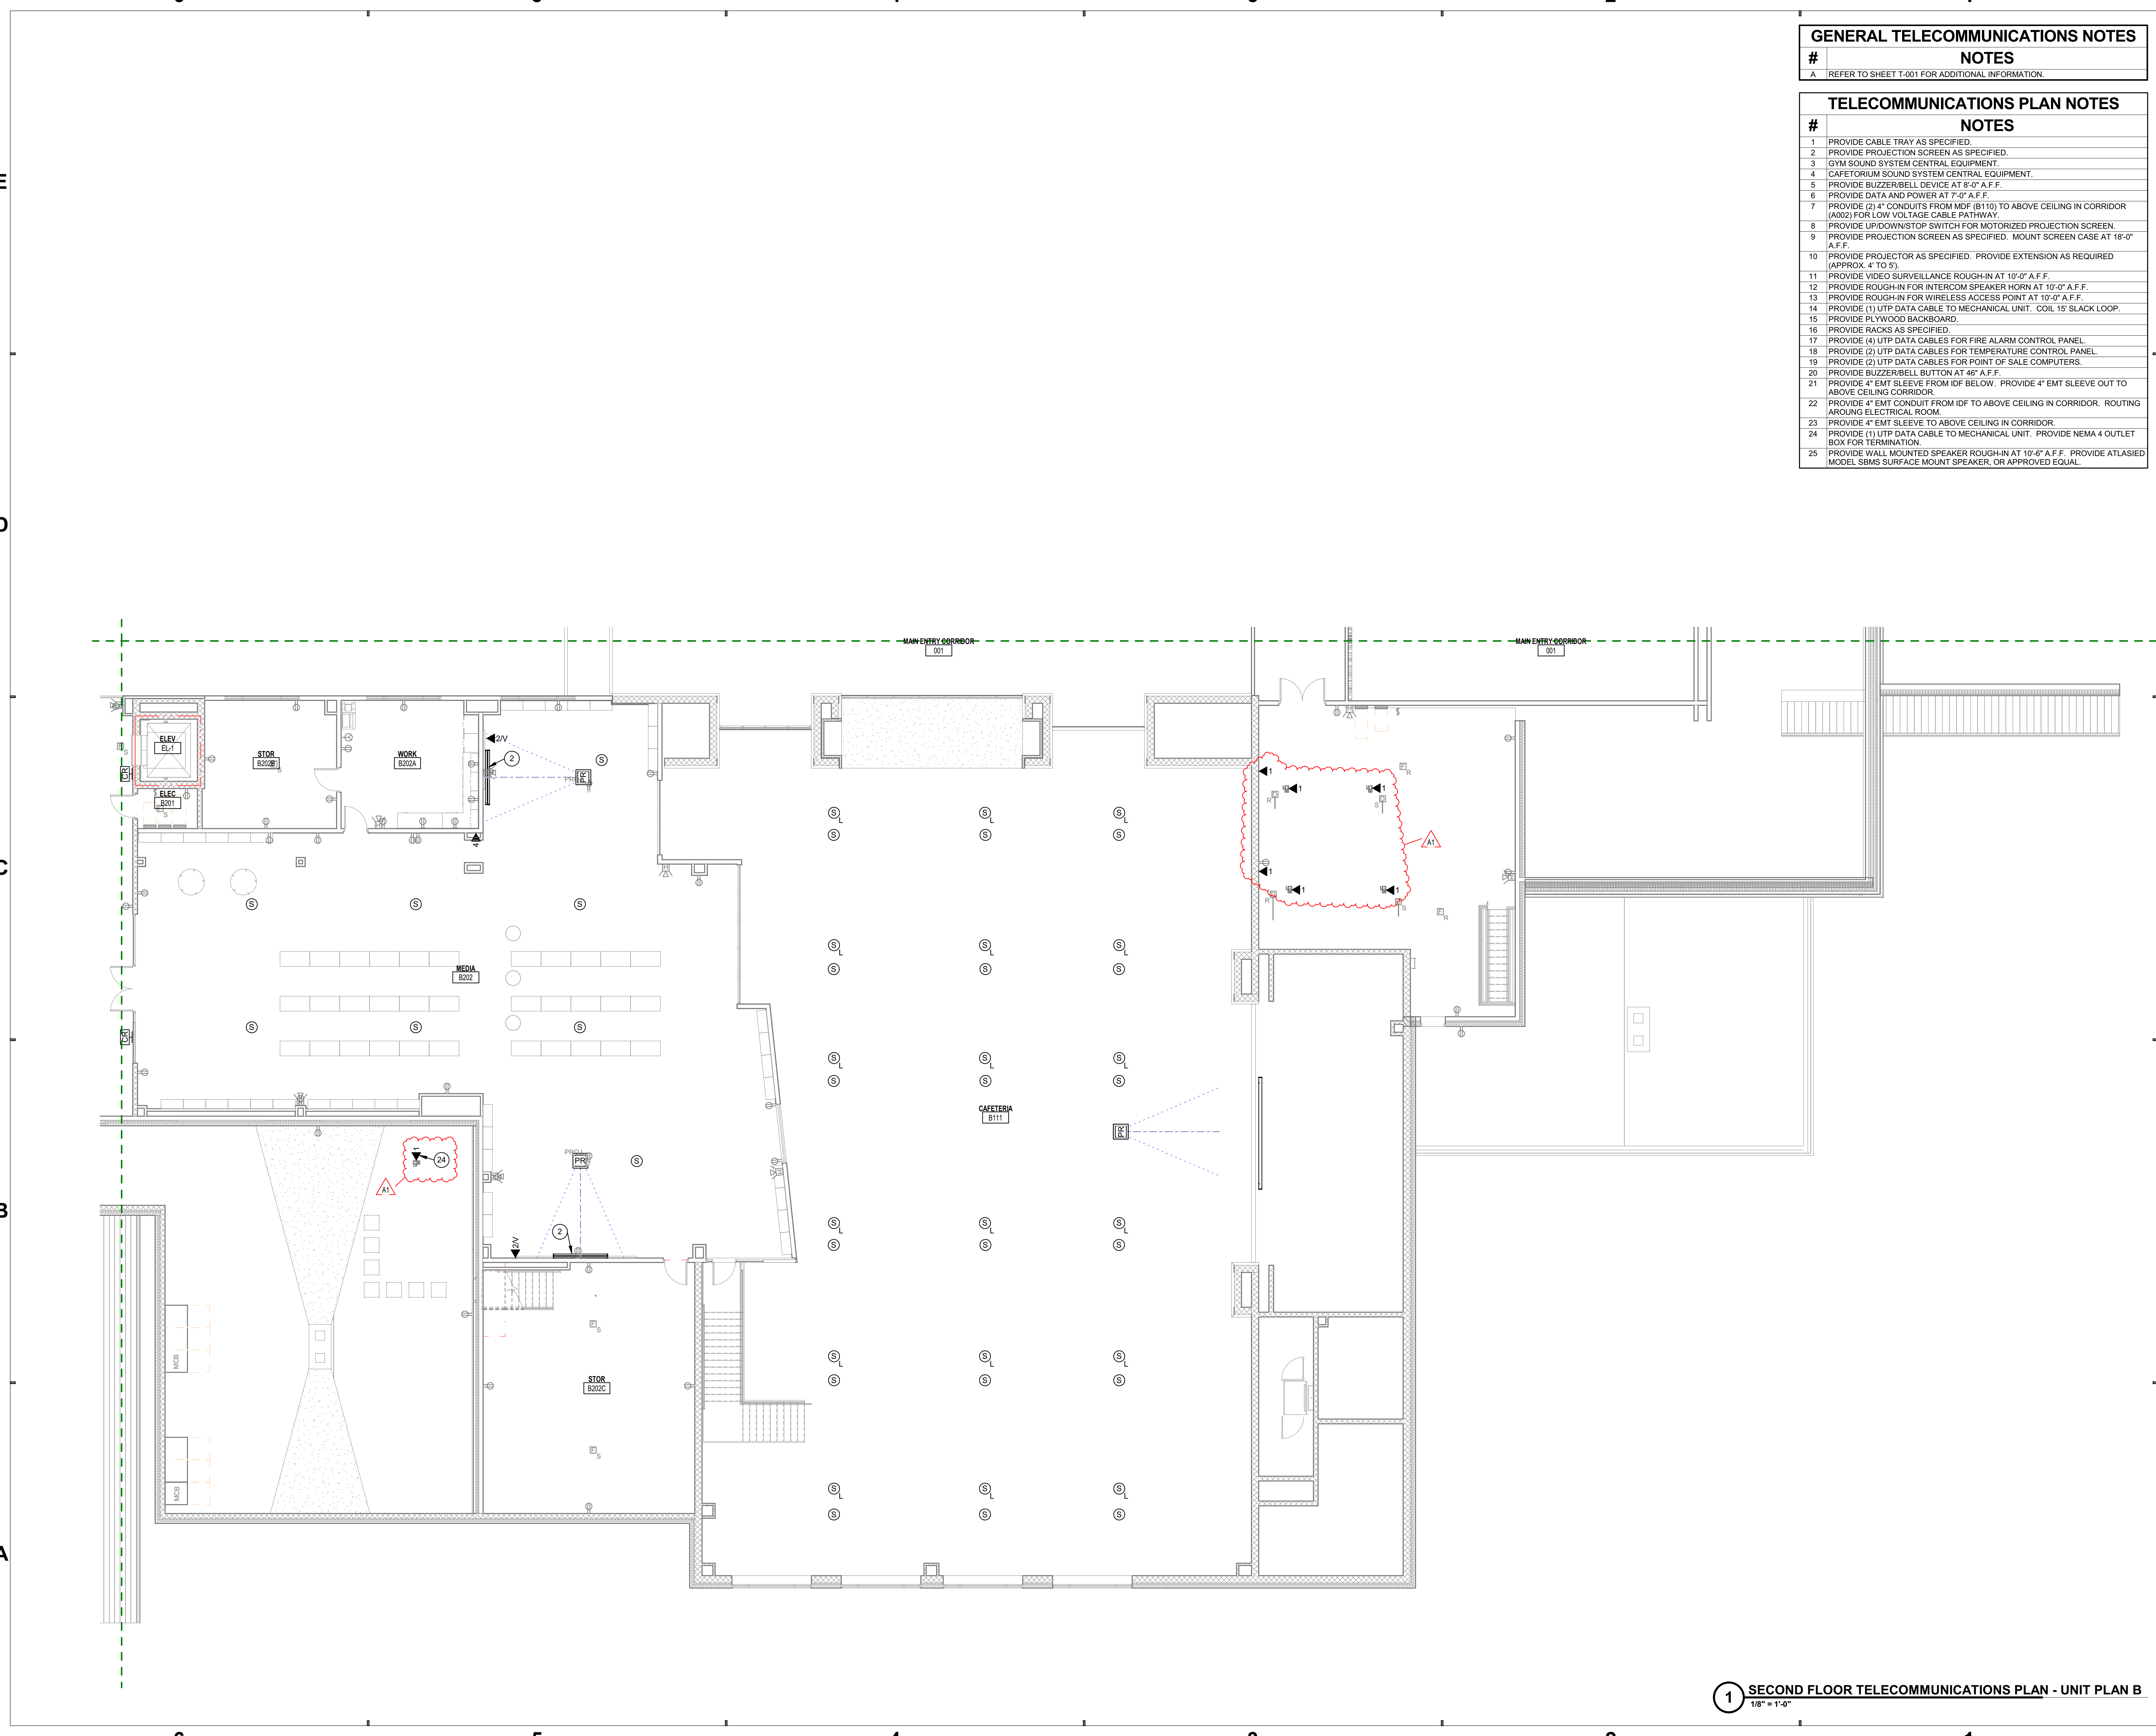 GENERAL TELECOMMUNICATIONS NOTES
# NOTES
A REFER TO SHEET T-001 FOR ADDITIONAL INFORMATION.
TELECOMMUNICATIONS PLAN NOTES
# NOTES
1 PROVIDE CABLE TRAY AS SPECIFIED.
2 PROVIDE PROJECTION SCREEN AS SPECIFIED.
3 GYM SOUND SYSTEM CENTRAL EQUIPMENT.
4 CAFETORIUM SOUND SYSTEM CENTRAL EQUIPMENT.
5 PROVIDE BUZZER/BELL DEVICE AT 8'-0" A.F.F.
6 PROVIDE DATA AND POWER AT 7'-0" A.F.F.
7 PROVIDE (2) 4" CONDUITS FROM MDF (B110) TO ABOVE CEILING IN CORRIDOR
(A002) FOR LOW VOLTAGE CABLE PATHWAY.
8 PROVIDE UP/DOWN/STOP SWITCH FOR MOTORIZED PROJECTION SCREEN.
9 PROVIDE PROJECTION SCREEN AS SPECIFIED. MOUNT SCREEN CASE AT 18'-0"
A.F.F.
10 PROVIDE PROJECTOR AS SPECIFIED. PROVIDE EXTENSION AS REQUIRED
(APPROX. 4' TO 5').
11 PROVIDE VIDEO SURVEILLANCE ROUGH-IN AT 10'-0" A.F.F.
12 PROVIDE ROUGH-IN FOR INTERCOM SPEAKER HORN AT 10'-0" A.F.F.
13 PROVIDE ROUGH-IN FOR WIRELESS ACCESS POINT AT 10'-0" A.F.F.
14 PROVIDE (1) UTP DATA CABLE TO MECHANICAL UNIT. COIL 15' SLACK LOOP.
15 PROVIDE PLYWOOD BACKBOARD.
16 PROVIDE RACKS AS SPECIFIED.
17 PROVIDE (4) UTP DATA CABLES FOR FIRE ALARM CONTROL PANEL.
18 PROVIDE (2) UTP DATA CABLES FOR TEMPERATURE CONTROL PANEL.
19 PROVIDE (2) UTP DATA CABLES FOR POINT OF SALE COMPUTERS.
20 PROVIDE BUZZER/BELL BUTTON AT 46" A.F.F.
21 PROVIDE 4" EMT SLEEVE FROM IDF BELOW. PROVIDE 4" EMT SLEEVE OUT TO
ABOVE CEILING CORRIDOR.
22 PROVIDE 4" EMT CONDUIT FROM IDF TO ABOVE CEILING IN CORRIDOR. ROUTING
AROUNG ELECTRICAL ROOM.
23 PROVIDE 4" EMT SLEEVE TO ABOVE CEILING IN CORRIDOR.
24 PROVIDE (1) UTP DATA CABLE TO MECHANICAL UNIT. PROVIDE NEMA 4 OUTLET
BOX FOR TERMINATION.
25 PROVIDE WALL MOUNTED SPEAKER ROUGH-IN AT 10'-6" A.F.F. PROVIDE ATLASIED
MODEL SBMS SURFACE MOUNT SPEAKER, OR APPROVED EQUAL.
E
D
C
B
A
MAIN ENTRY CORRIDOR
001
MAIN ENTRY CORRIDOR
001
ELEV
EL-1
STOR
B202B
WORK
B202A
ELEC
B201
2/V
2
PR
S
CR
4
A1
1
1
1
1
1
1
MEDIA
B202
CR
CAFETERIA
B111
PR
1
24
A1
PR
S
2
2/V
MCB
MCB
STOR
B202C
1 SECOND FLOOR TELECOMMUNICATIONS PLAN - UNIT PLAN B
1/8" = 1'-0"